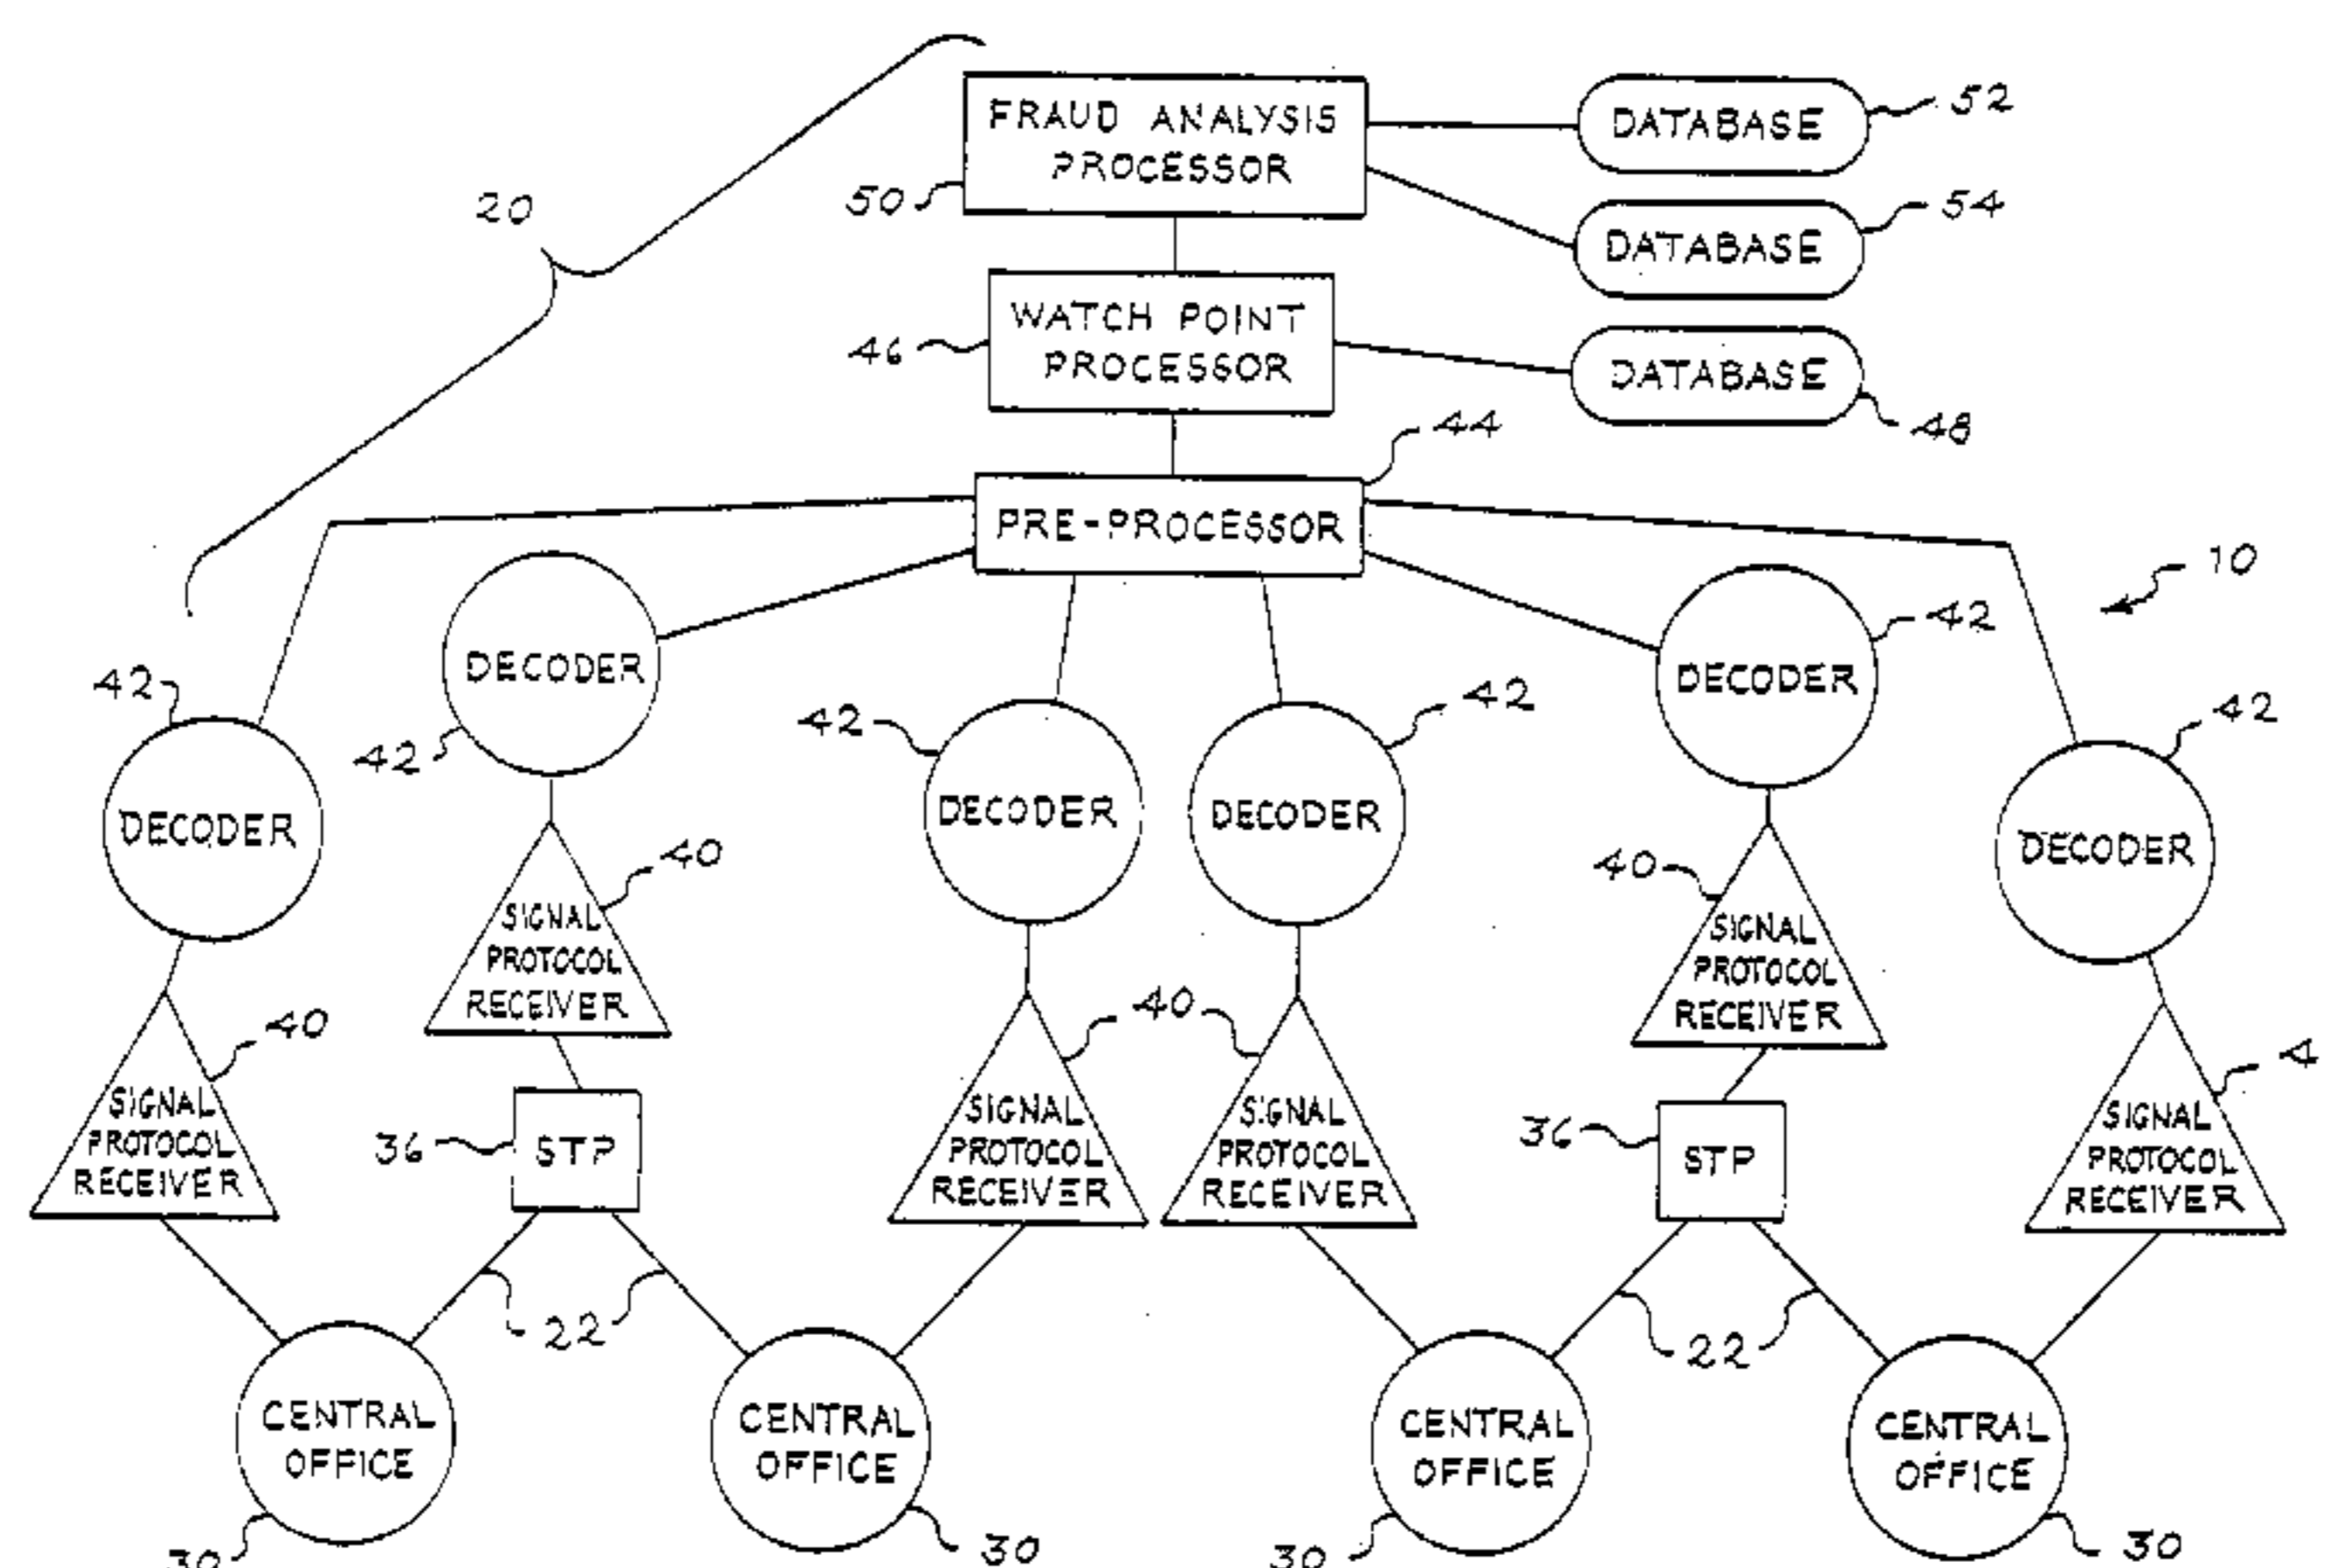 FRAUD ANALYSIS
PROCESSOR
50
DATABASE
52
DATABASE
54
20
WATCH POINT
PROCESSOR
46
DATABASE
48
44
PRE-PROCESSOR
10
DECODER
42
DECODER
42
DECODER
42
DECODER
42
DECODER
42
DECODER
42
SIGNAL
PROTOCOL
RECEIVER
40
SIGNAL
PROTOCOL
RECEIVER
40
SIGNAL
PROTOCOL
RECEIVER
40
SIGNAL
PROTOCOL
RECEIVER
SIGNAL
PROTOCOL
RECEIVER
40
SIGNAL
PROTOCOL
RECEIVER
4
36
STP
36
STP
22
22
CENTRAL
OFFICE
30
CENTRAL
OFFICE
30
CENTRAL
OFFICE
30
CENTRAL
OFFICE
30